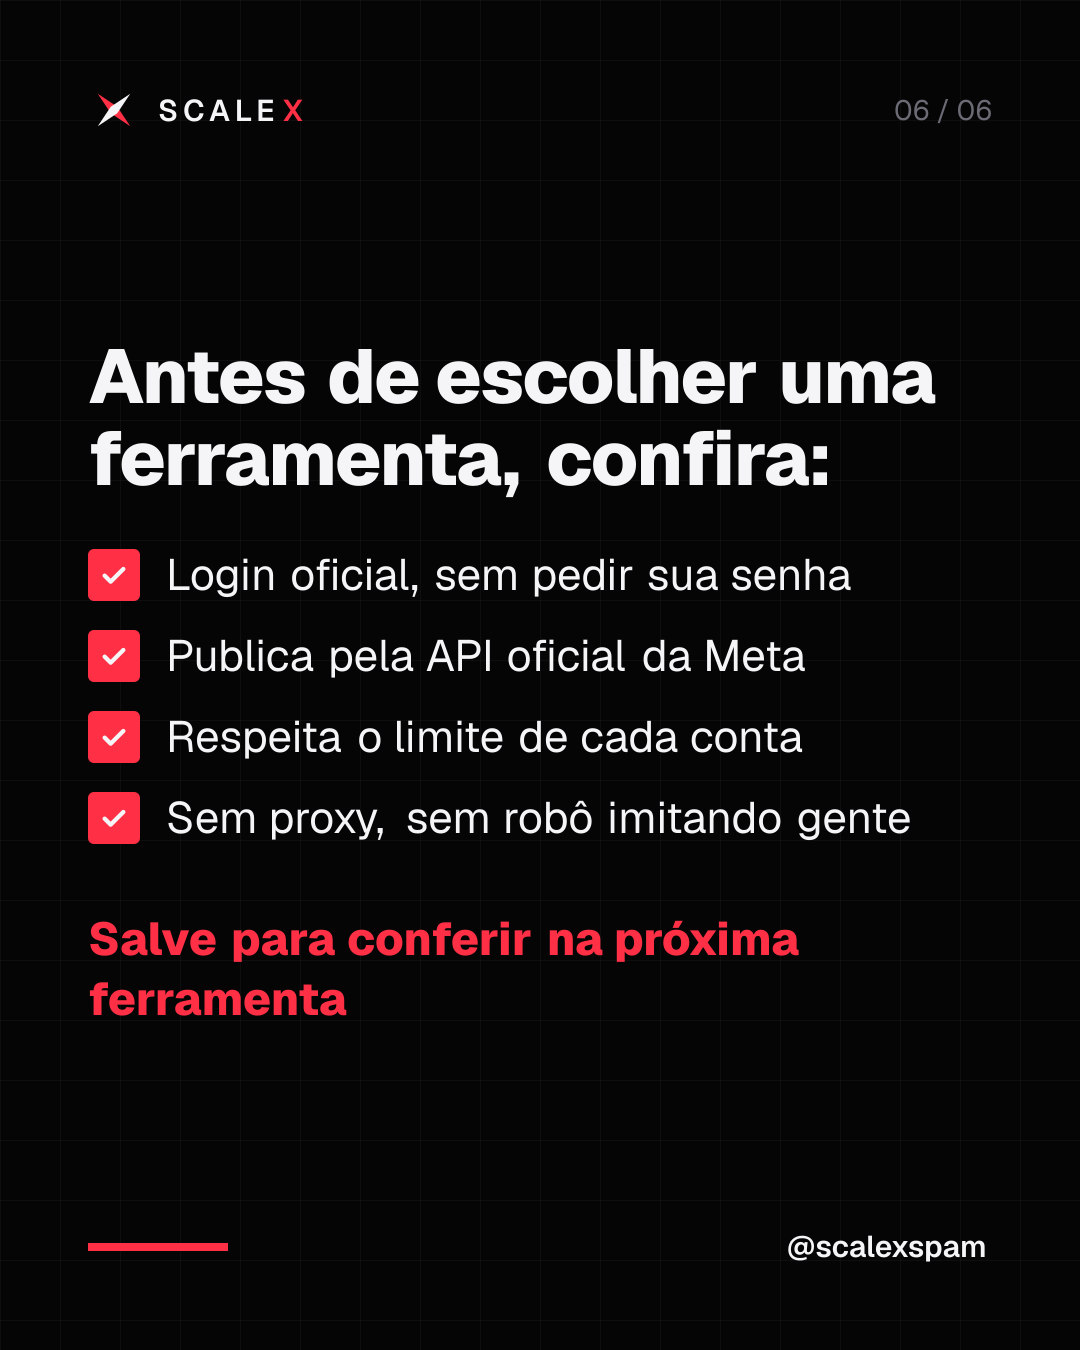 SCALEX
06 / 06
Antes de escolher uma
ferramenta, confira:
Login oficial, sem pedir sua senha
Publica pela API oficial da Meta
Respeita o limite de cada conta
Sem proxy, sem robô imitando gente
Salve para conferir na próxima
ferramenta
@scalexspam